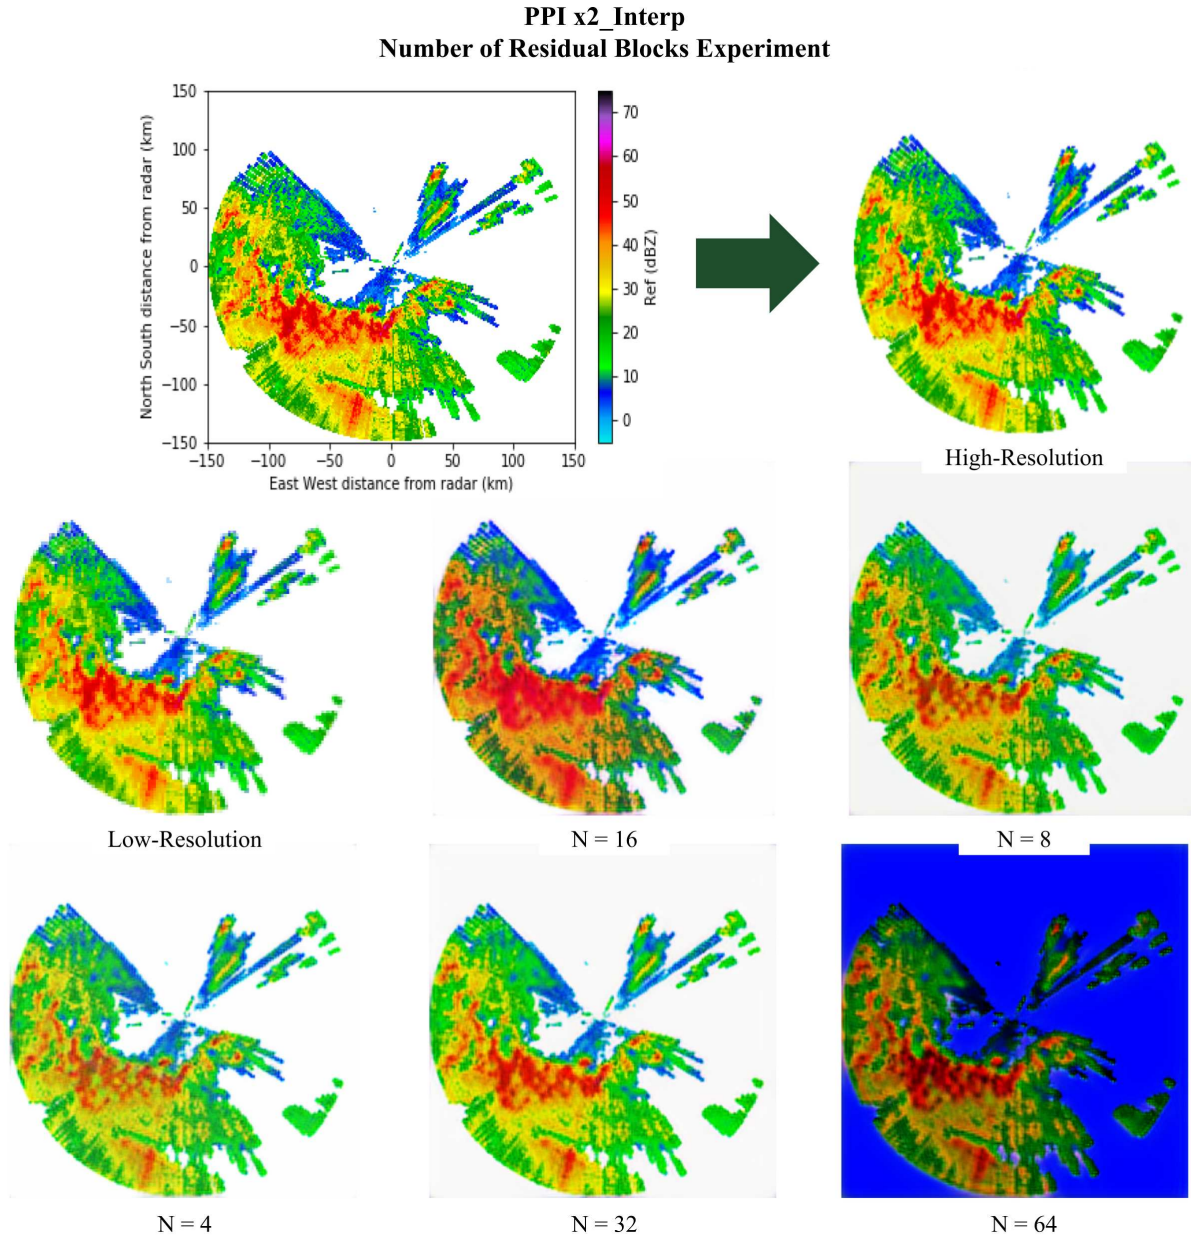 PPI x2_Interp
Number of Residual Blocks Experiment
North South distance from radar (km)
150
100
50
0
−50
−100
−150
−150 −100 −50 0 50 100 150
East West distance from radar (km)
70
60
50
40
30
20
10
0
Ref (dBZ)
High-Resolution
Low-Resolution
N = 16
N = 8
N = 4
N = 32
N = 64